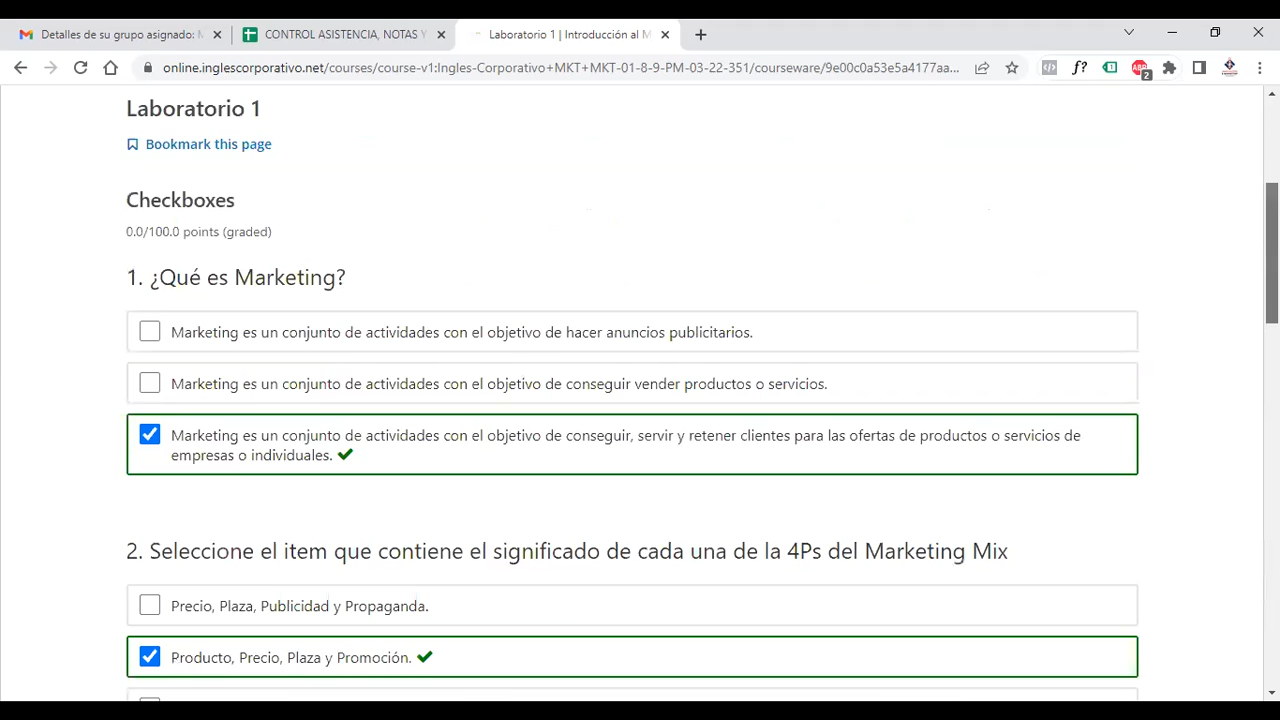 Detalles de su grupo asignado: M
CONTROL ASISTENCIA, NOTAS Y
Laboratorio 1 | Introducción al M
online.inglescorporativo.net/courses/course-v1:Ingles-Corporativo+MKT+MKT-01-8-9-PM-03-22-351/courseware/9e00c0a53e5a4177aa...
f?
1
ABP
2
Laboratorio 1
Bookmark this page
Checkboxes
0.0/100.0 points (graded)
1. ¿Qué es Marketing?
Marketing es un conjunto de actividades con el objetivo de hacer anuncios publicitarios.
Marketing es un conjunto de actividades con el objetivo de conseguir vender productos o servicios.
Marketing es un conjunto de actividades con el objetivo de conseguir, servir y retener clientes para las ofertas de productos o servicios de
empresas o individuales.
2. Seleccione el item que contiene el significado de cada una de la 4Ps del Marketing Mix
Precio, Plaza, Publicidad y Propaganda.
Producto, Precio, Plaza y Promoción.